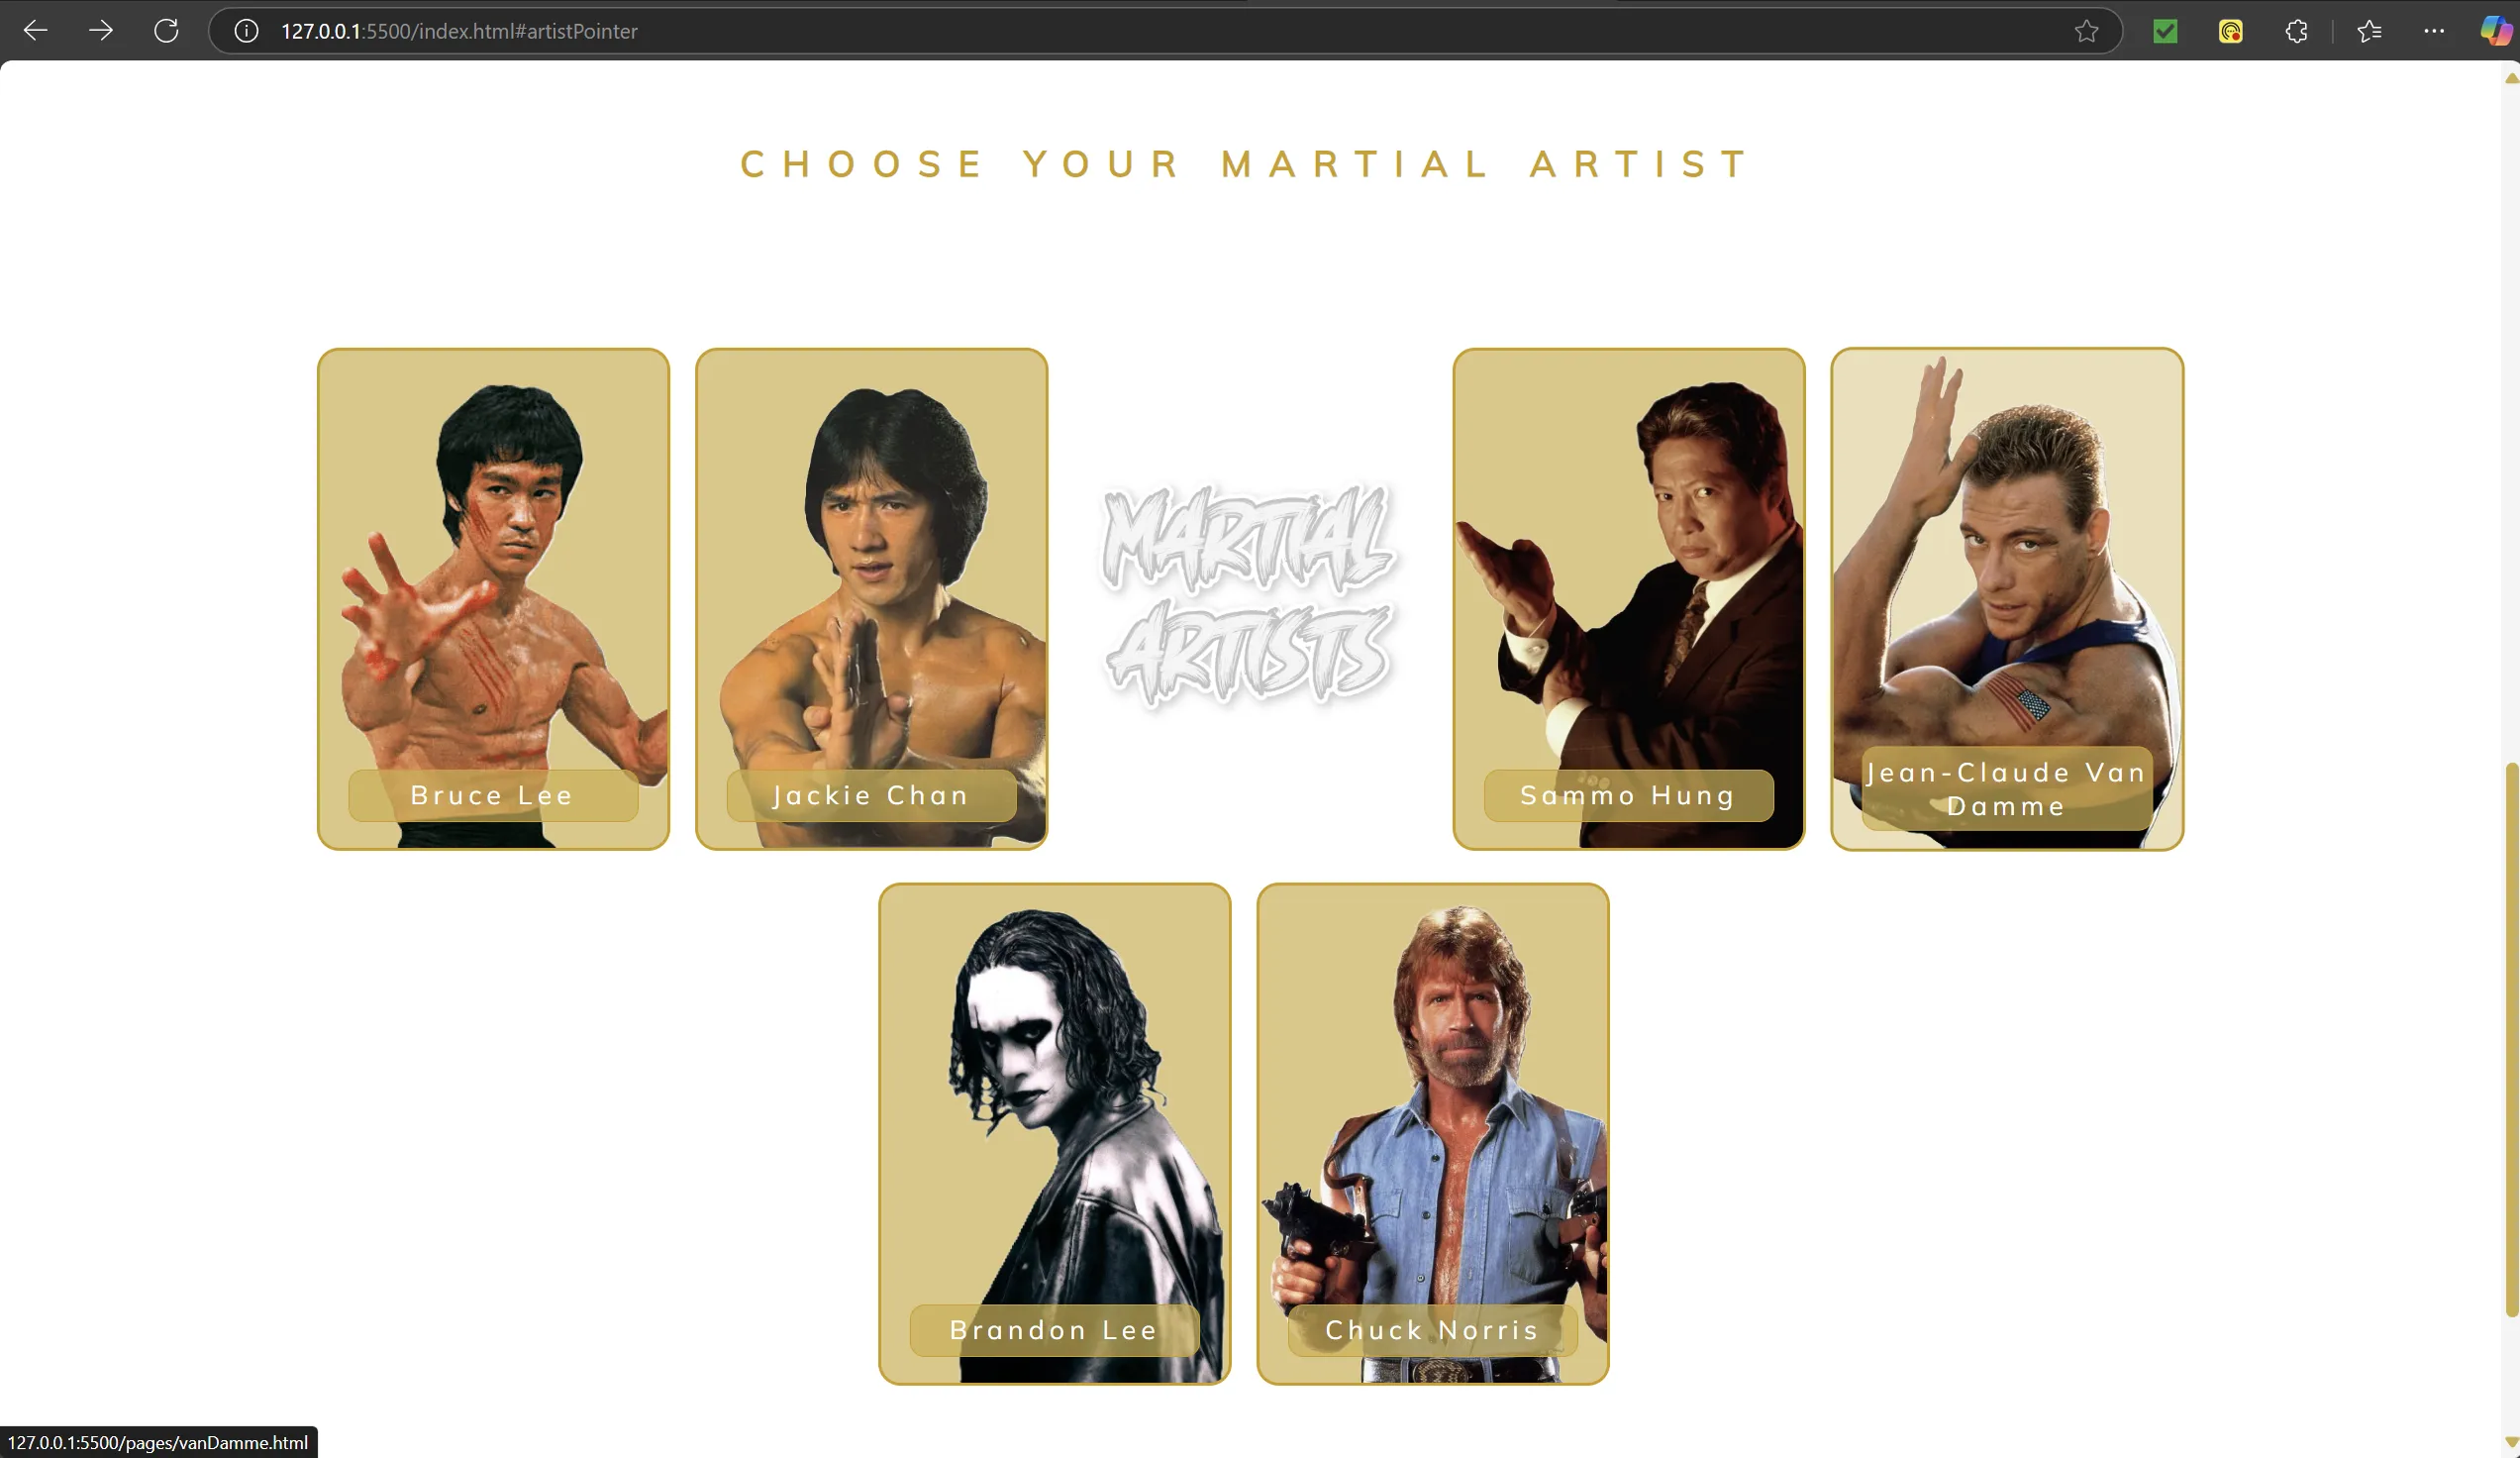 127.0.0.1:5500/index.html#artistPointer
CHOOSE YOUR MARTIAL ARTIST
MARTIAL
ARTISTS
Bruce Lee
Jackie Chan
Sammo Hung
Jean-Claude Van
Damme
Brandon Lee
Chuck Norris
127.0.0.1:5500/pages/vanDamme.html